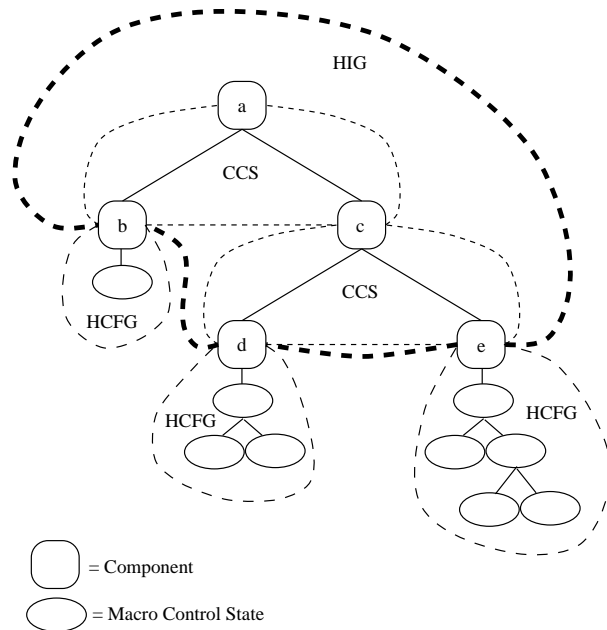 HIG
a
CCS
b
c
HCFG
CCS
d
e
HCFG
HCFG
= Component
= Macro Control State